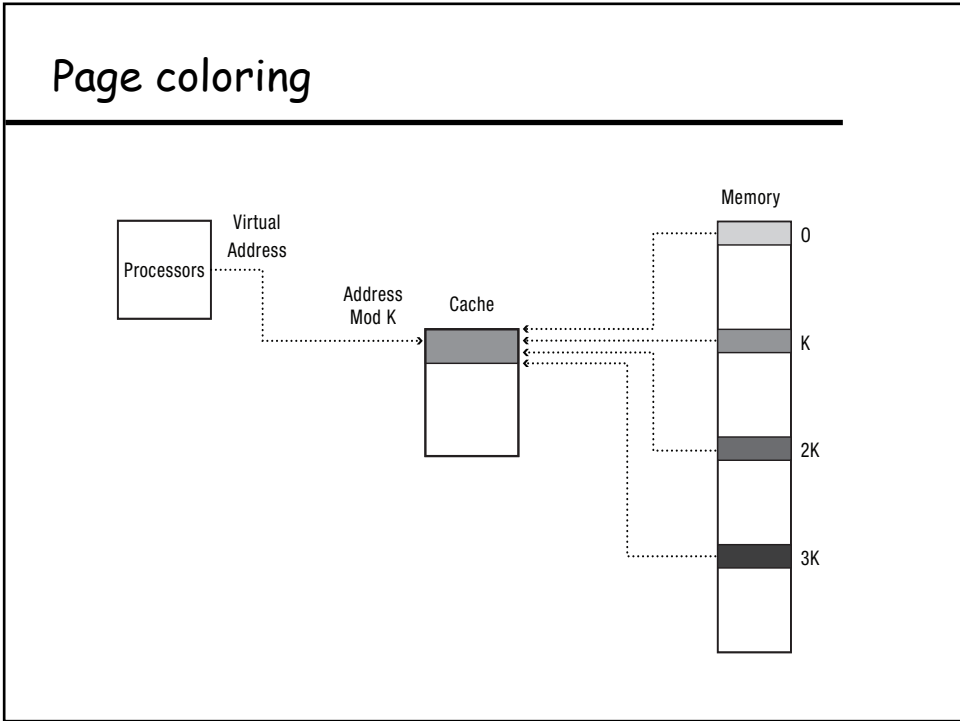 Page coloring
Processors
Virtual
Address
Address
Mod K
Cache
Memory
0
K
2K
3K